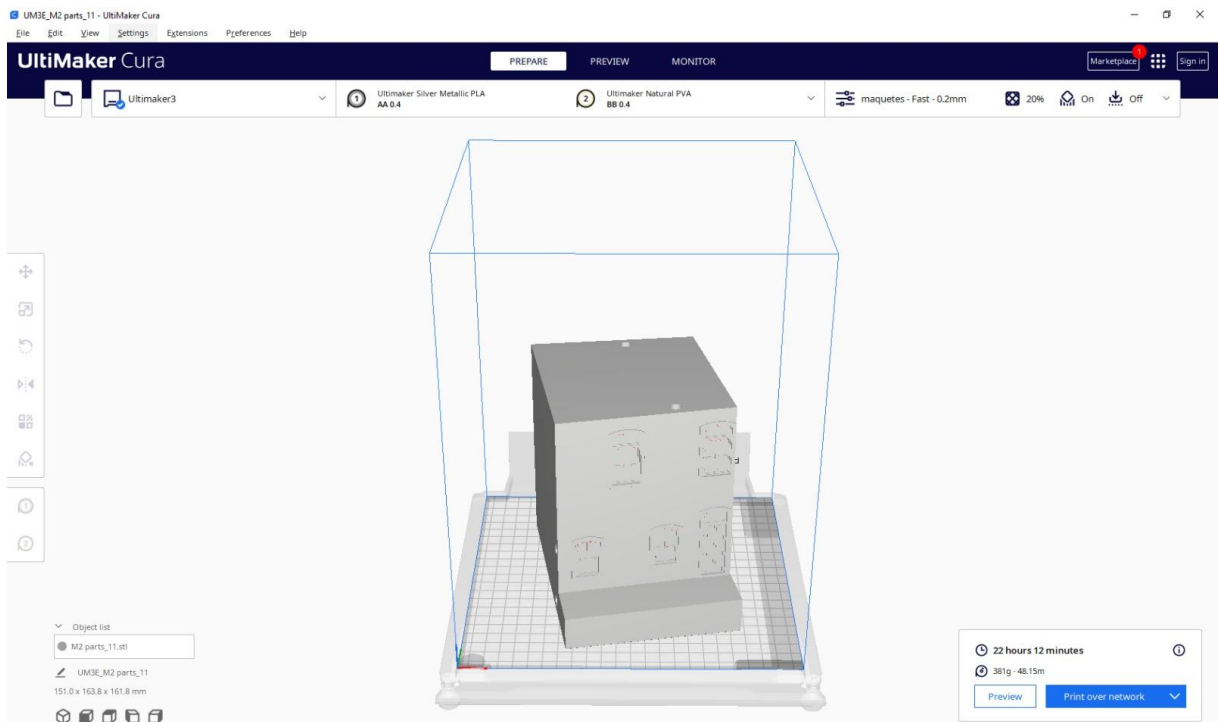 UM3E_M2 parts_11 - UltiMaker Cura
File Edit View Settings Extensions Preferences Help
UltiMaker Cura
PREPARE PREVIEW MONITOR
Marketplace 1 Sign in
Ultimaker3
1 Ultimaker Silver Metallic PLA
AA 0.4
2 Ultimaker Natural PVA
BB 0.4
maquetes - Fast - 0.2mm 20% On Off
1
2
Object list
M2 parts_11.stl
UM3E_M2 parts_11
151.0 x 163.8 x 161.8 mm
22 hours 12 minutes
381g - 48.15m
Preview Print over network